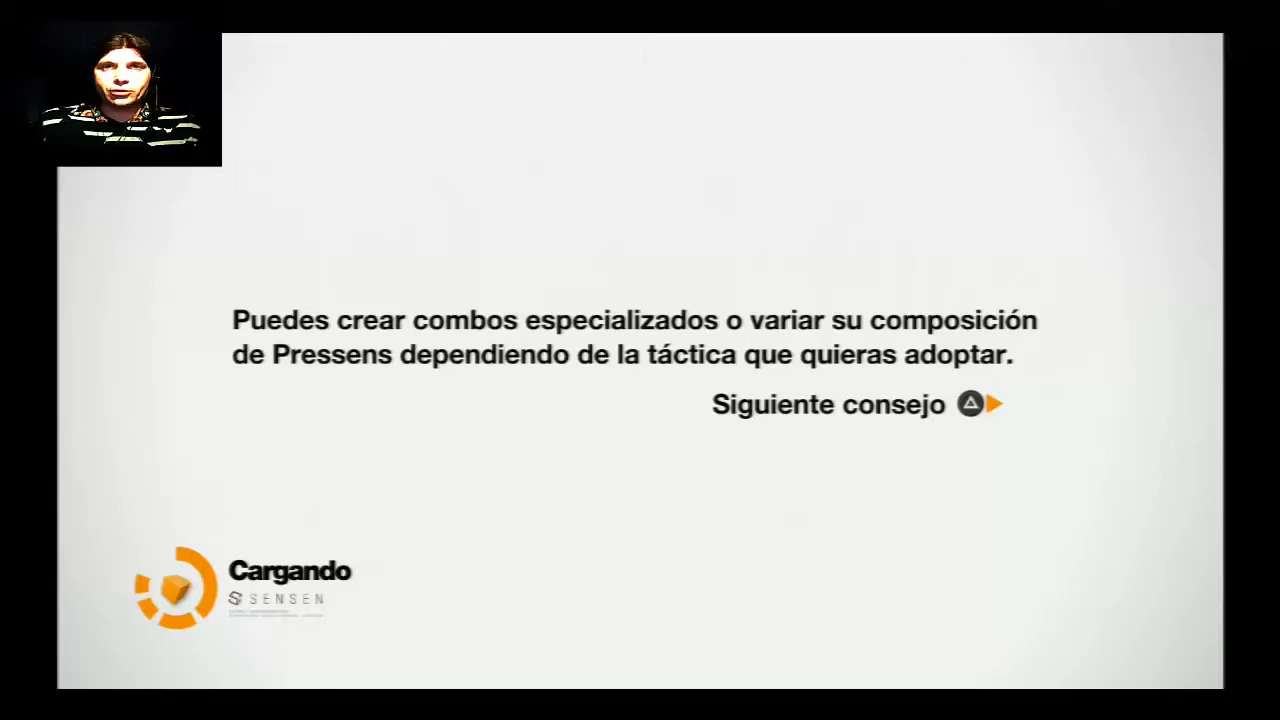 Puedes crear combos especializados o variar su composición
de Pressens dependiendo de la táctica que quieras adoptar.
Siguiente consejo
Cargando
SENSEN